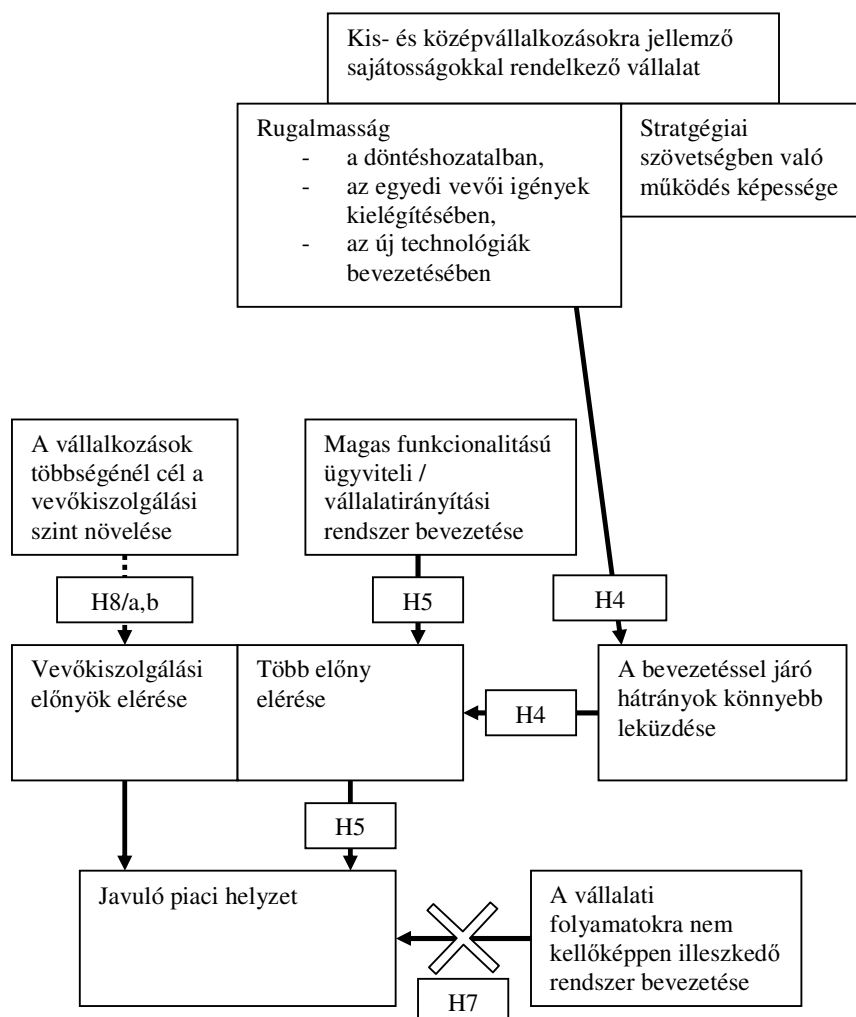 Kis- és középvállalkozásokra jellemző
sajátosságokkal rendelkező vállalat
Rugalmasság
- a döntéshozatalban,
- az egyedi vevői igények
kielégítésében,
- az új technológiák
bevezetésében
Stratgégiai
szövetségben való
működés képessége
A vállalkozások
többségénél cél a
vevőkiszolgálási
szint növelése
Magas funkcionalitású
ügyviteli /
vállalatirányítási
rendszer bevezetése
H8/a,b
H5
H4
Vevőkiszolgálási
előnyök elérése
Több előny
elérése
H4
A bevezetéssel járó
hátrányok könnyebb
leküzdése
H5
Javuló piaci helyzet
A vállalati
folyamatokra nem
kellőképpen illeszkedő
rendszer bevezetése
H7